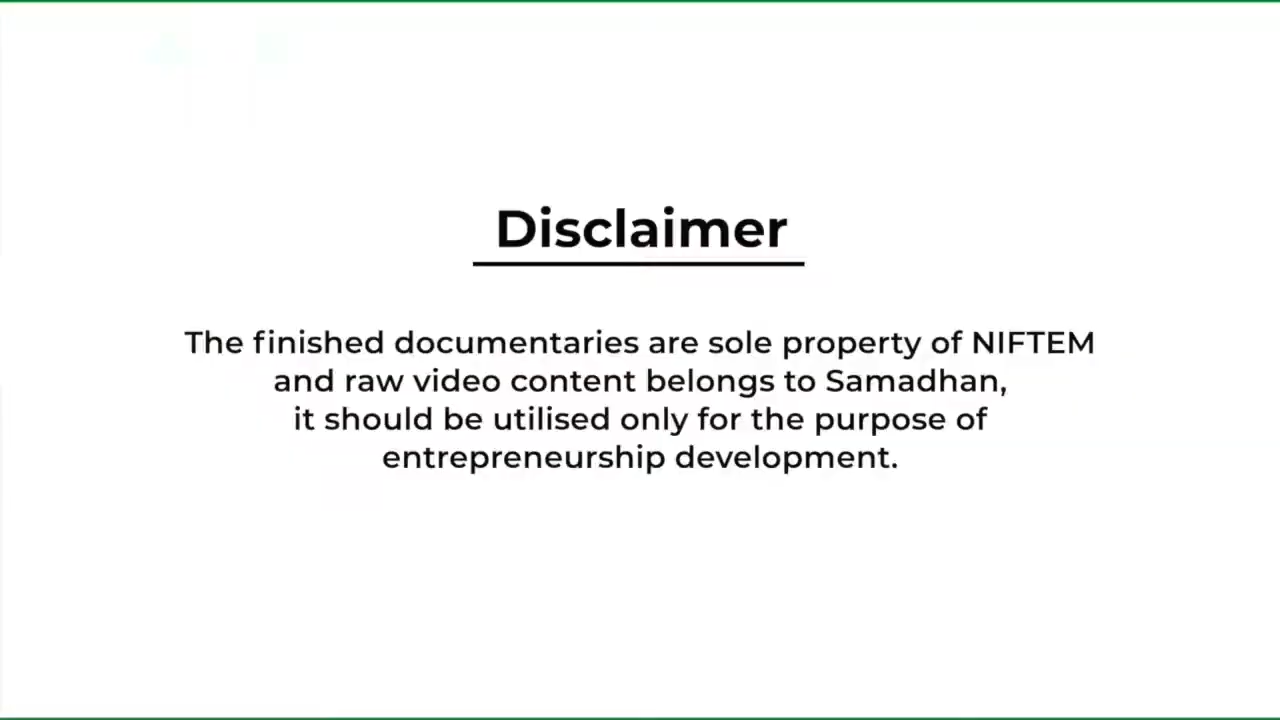 Disclaimer
The finished documentaries are sole property of NIFTEM
and raw video content belongs to Samadhan,
it should be utilised only for the purpose of
entrepreneurship development.